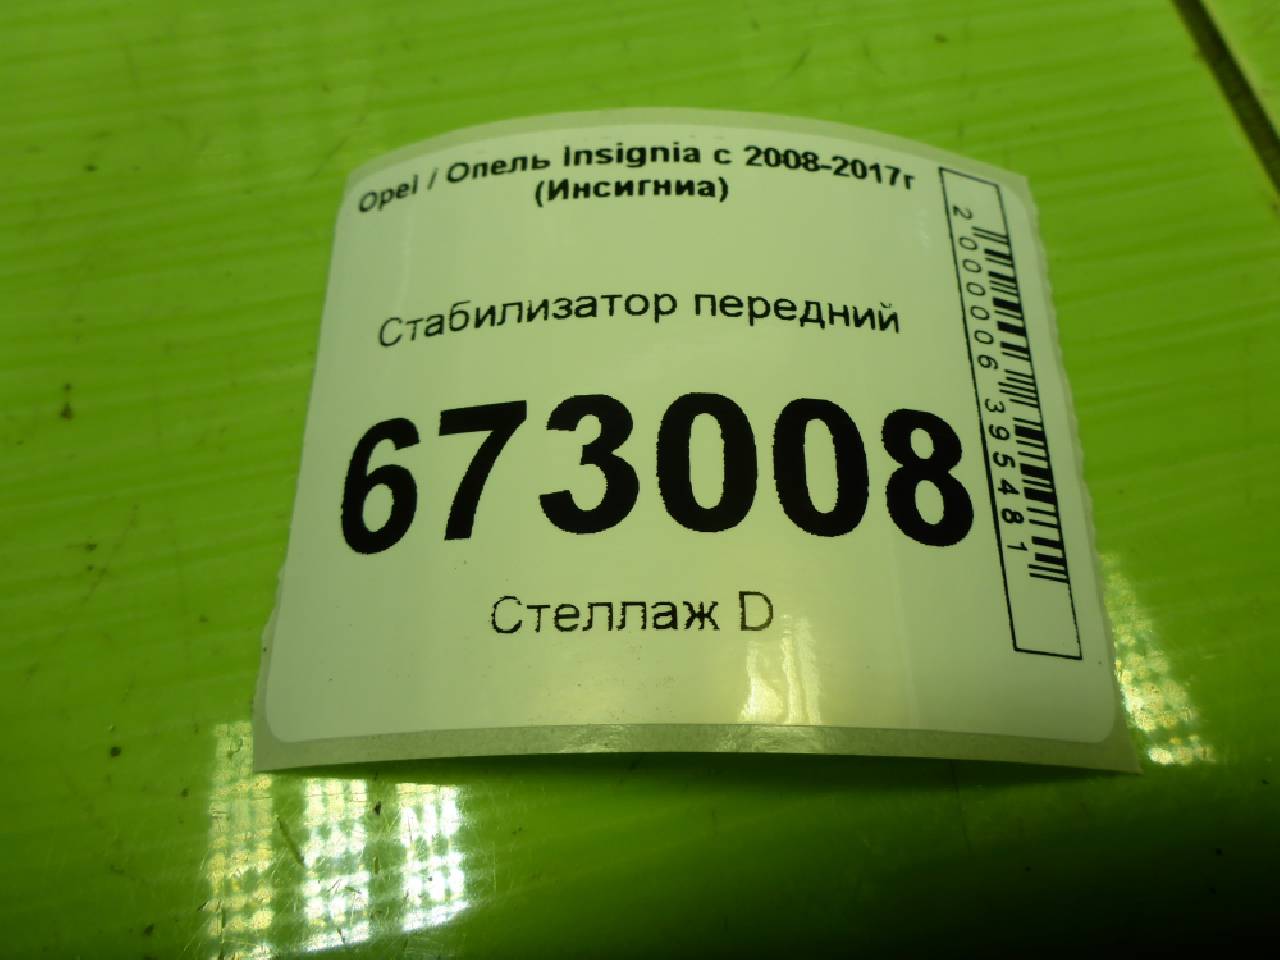 Opel / Опель Insignia с 2008-2017г
(Инсигниа)
Стабилизатор передний
673008
Стеллаж D
2000006395481